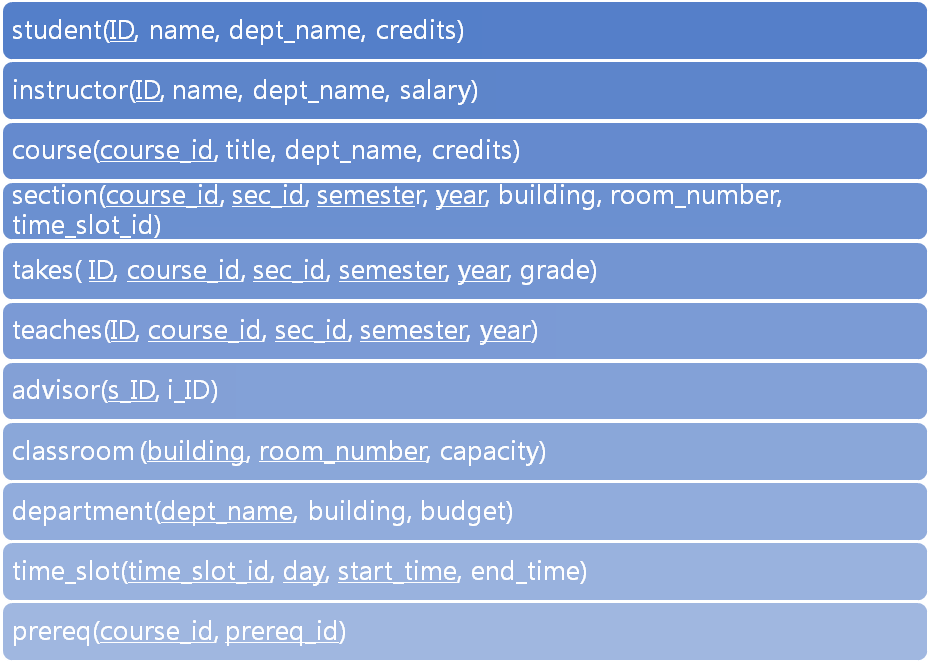 student(ID, name, dept_name, credits)
instructor(ID, name, dept_name, salary)
course(course_id, title, dept_name, credits)
section(course_id, sec_id, semester, year, building, room_number,
time_slot_id)
takes( ID, course_id, sec_id, semester, year, grade)
teaches(ID, course_id, sec_id, semester, year)
advisor(s_ID, i_ID)
classroom (building, room_number, capacity)
department(dept_name, building, budget)
time_slot(time_slot_id, day, start_time, end_time)
prereq(course_id, prereq_id)